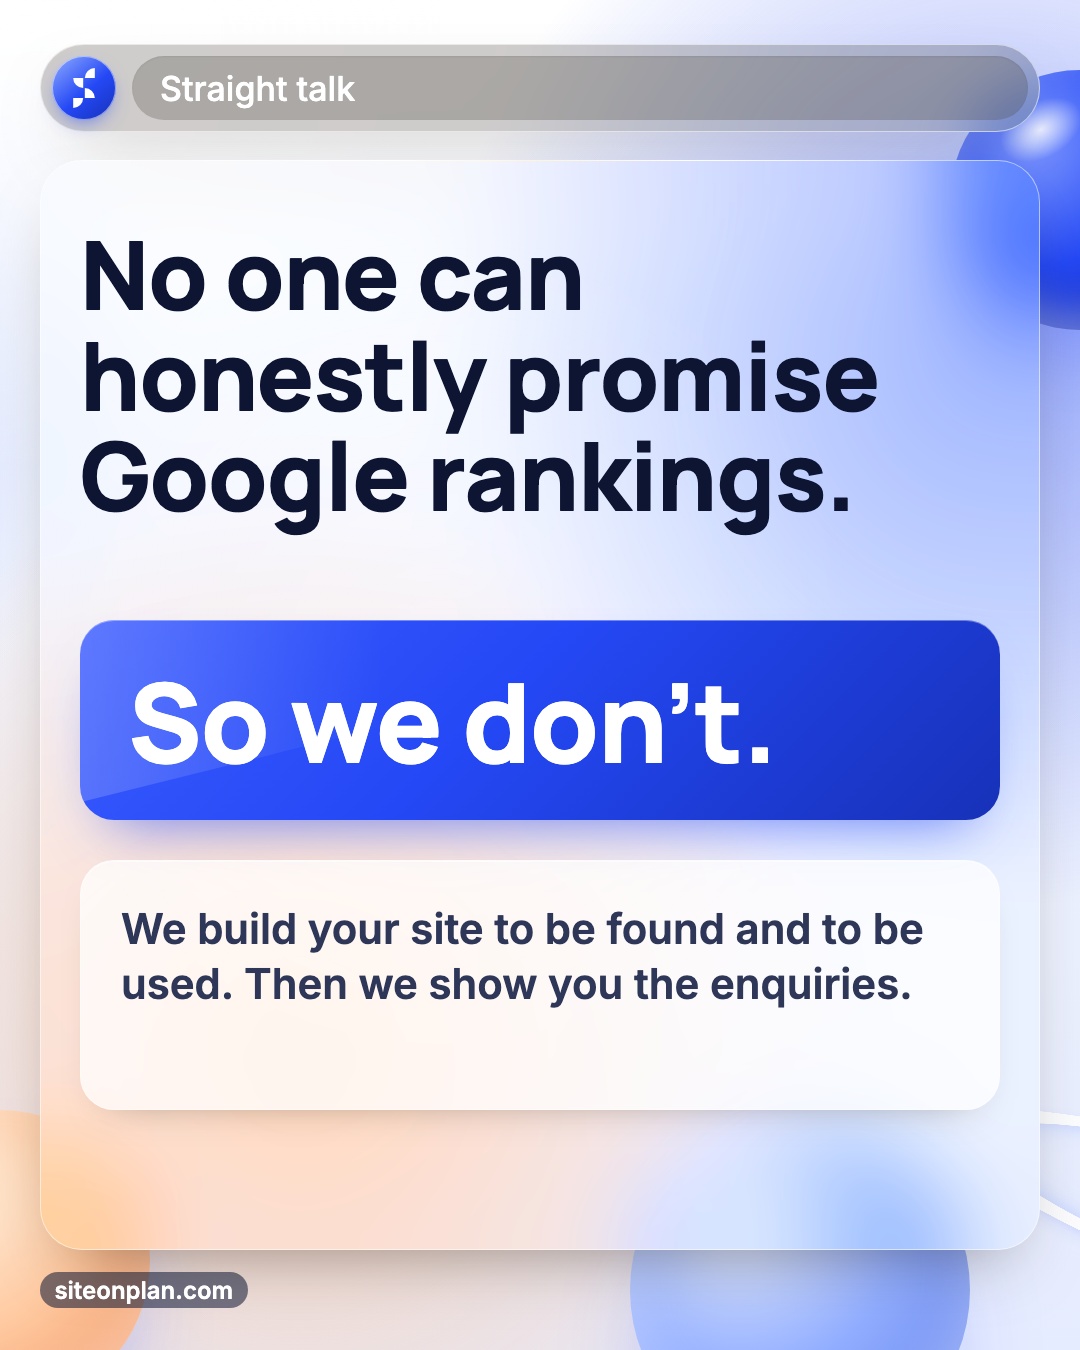 Straight talk
No one can
honestly promise
Google rankings.
So we don’t.
We build your site to be found and to be
used. Then we show you the enquiries.
siteonplan.com